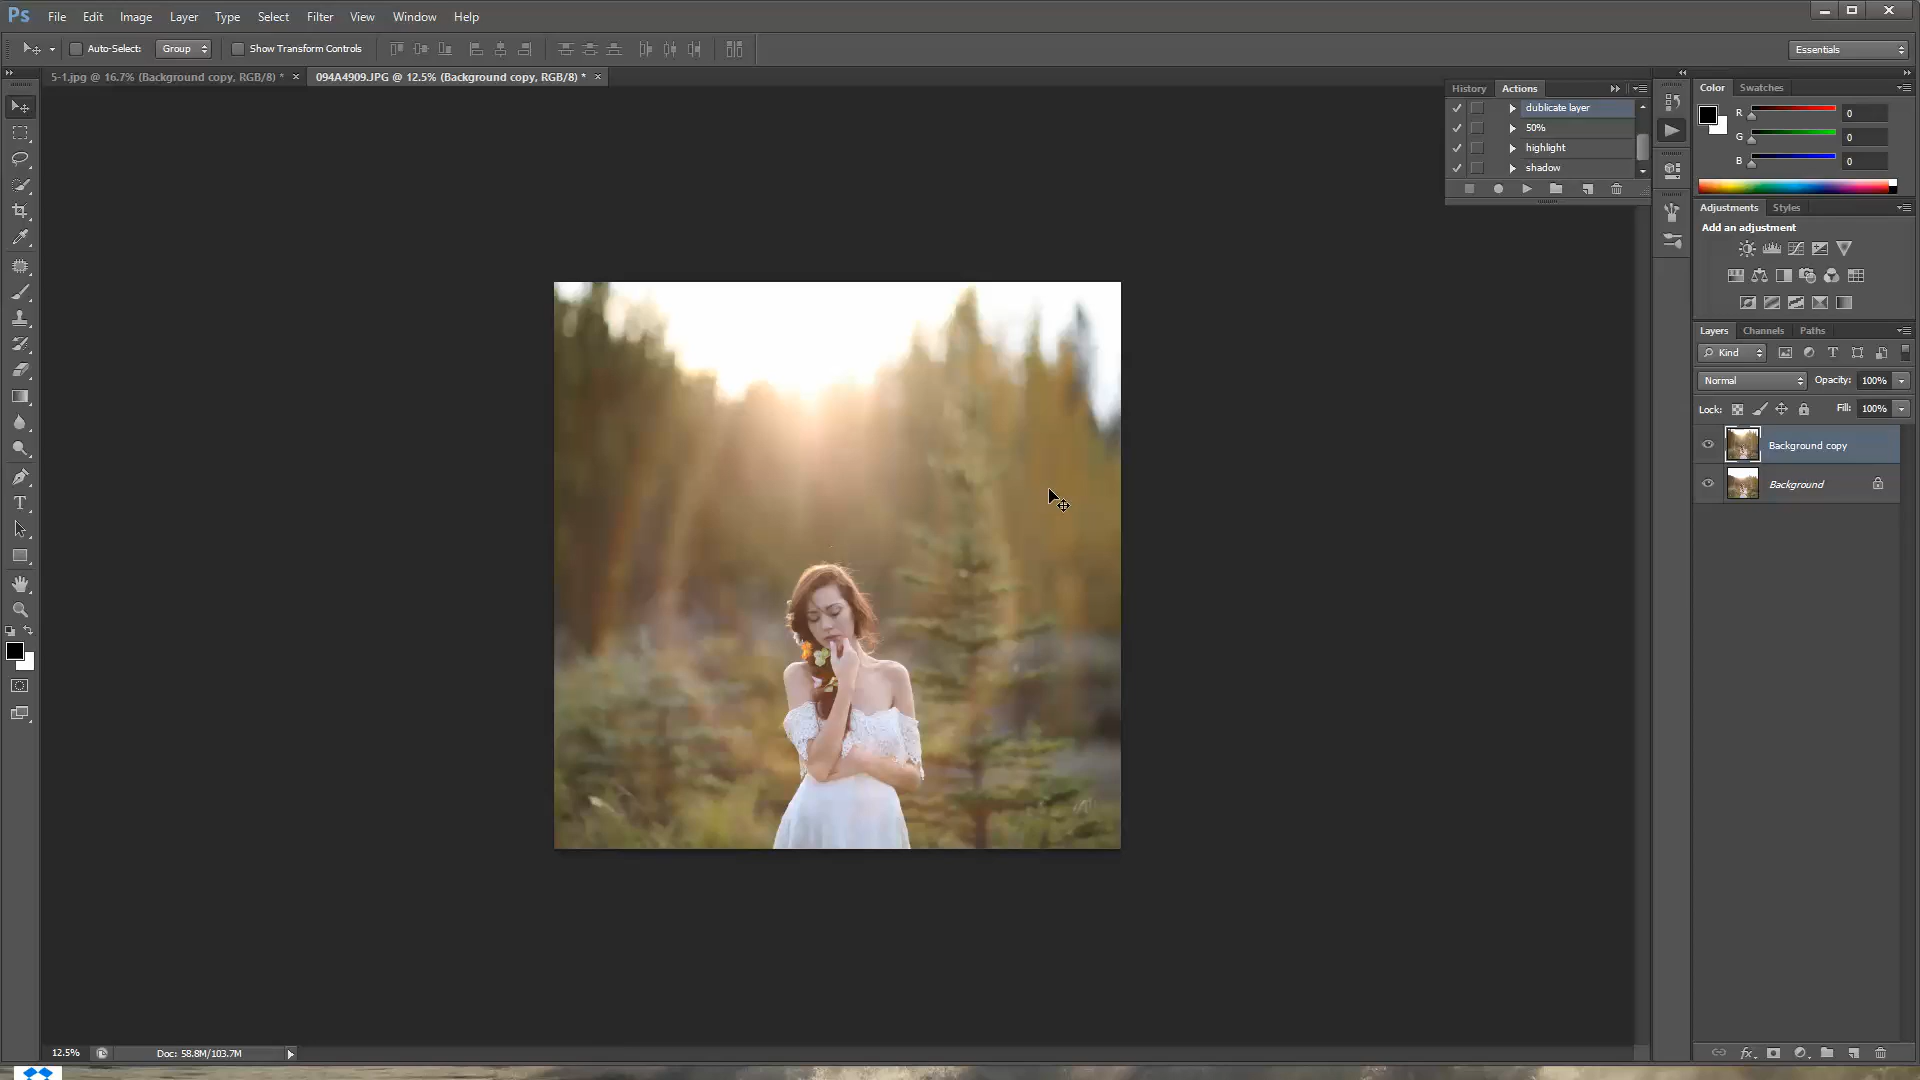 Ps File Edit Image Layer Type Select Filter View Window Help
Auto-Select: Group Show Transform Controls Essentials
5-1.jpg @ 16.7% (Background copy, RGB/8) * × 094A4909.JPG @ 12.5% (Background copy, RGB/8) * ×
History Actions
dublicate layer
50%
highlight
shadow
Color Swatches
R 0
G 0
B 0
Adjustments Styles
Add an adjustment
Layers Channels Paths
Kind
Normal Opacity: 100%
Lock: Fill: 100%
Background copy
Background
12.5% Doc: 58.8M/103.7M